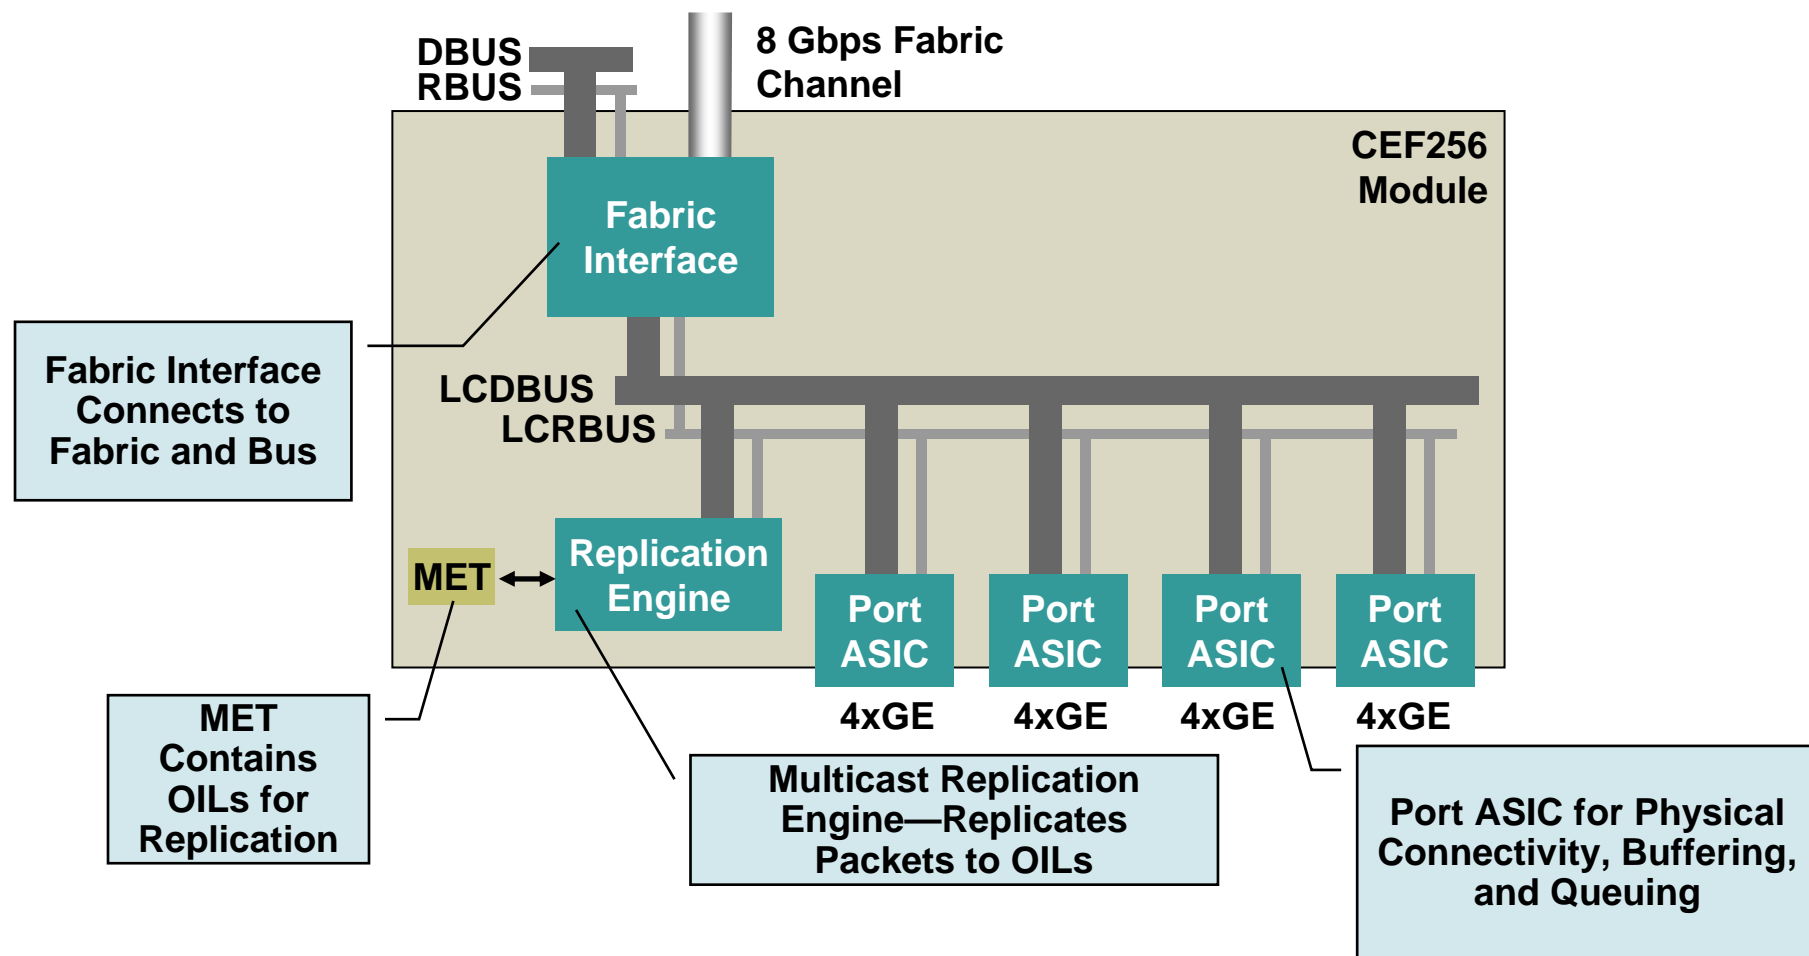 DBUS
RBUS
8 Gbps Fabric
Channel
CEF256
Module
Fabric
Interface
Fabric Interface
Connects to
Fabric and Bus
LCDBUS
LCRBUS
MET
Replication
Engine
Port
ASIC
Port
ASIC
Port
ASIC
Port
ASIC
4xGE
4xGE
4xGE
4xGE
MET
Contains
OILs for
Replication
Multicast Replication
Engine—Replicates
Packets to OILs
Port ASIC for Physical
Connectivity, Buffering,
and Queuing